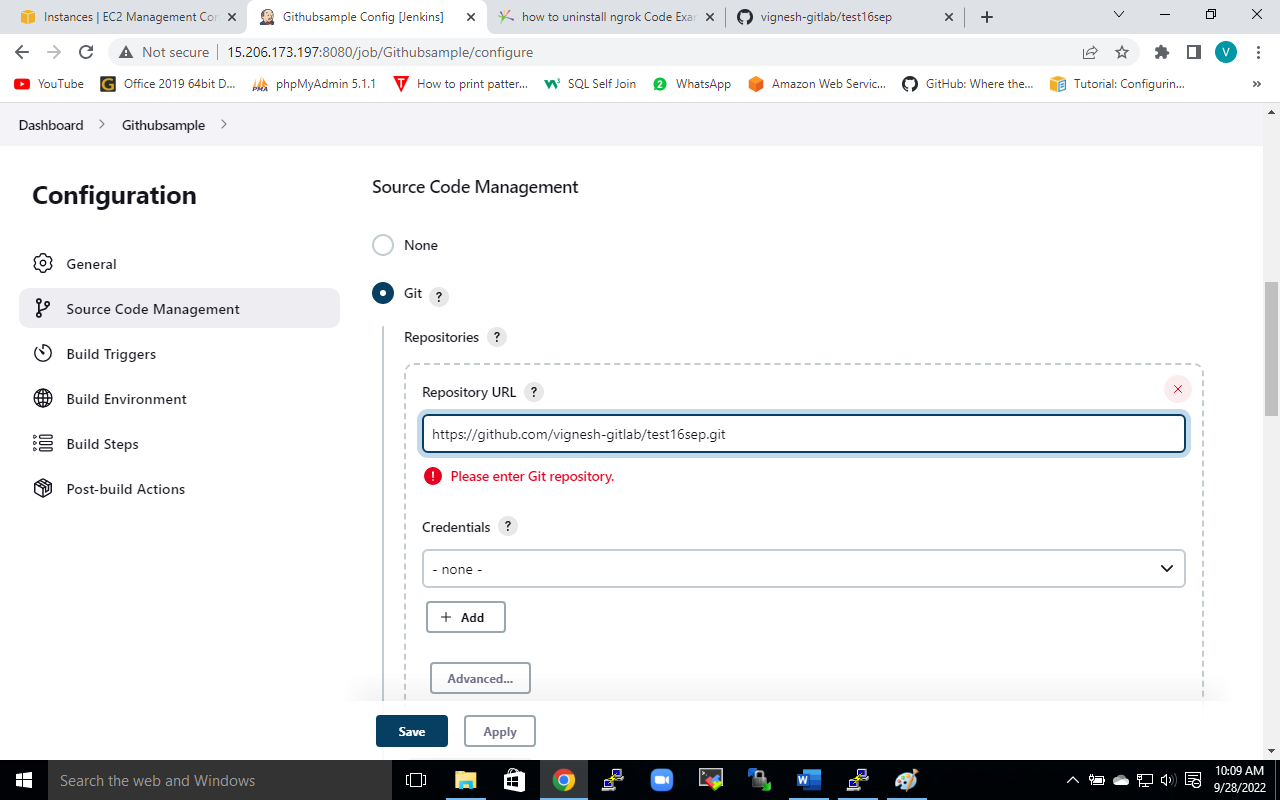 Instances | EC2 Management Con
Githubsample Config [Jenkins]
how to uninstall ngrok Code Exam
vignesh-gitlab/test16sep
Not secure
15.206.173.197:8080/job/Githubsample/configure
V
YouTube
Office 2019 64bit D...
phpMyAdmin 5.1.1
How to print patter...
SQL Self Join
WhatsApp
Amazon Web Servic...
GitHub: Where the...
Tutorial: Configurin...
»
Dashboard > Githubsample >
Configuration
General
Source Code Management
Build Triggers
Build Environment
Build Steps
Post-build Actions
Source Code Management
None
Git ?
Repositories ?
Repository URL ?
https://github.com/vignesh-gitlab/test16sep.git
Please enter Git repository.
Credentials ?
- none -
+ Add
Advanced...
Save
Apply
Search the web and Windows
10:09 AM
9/28/2022